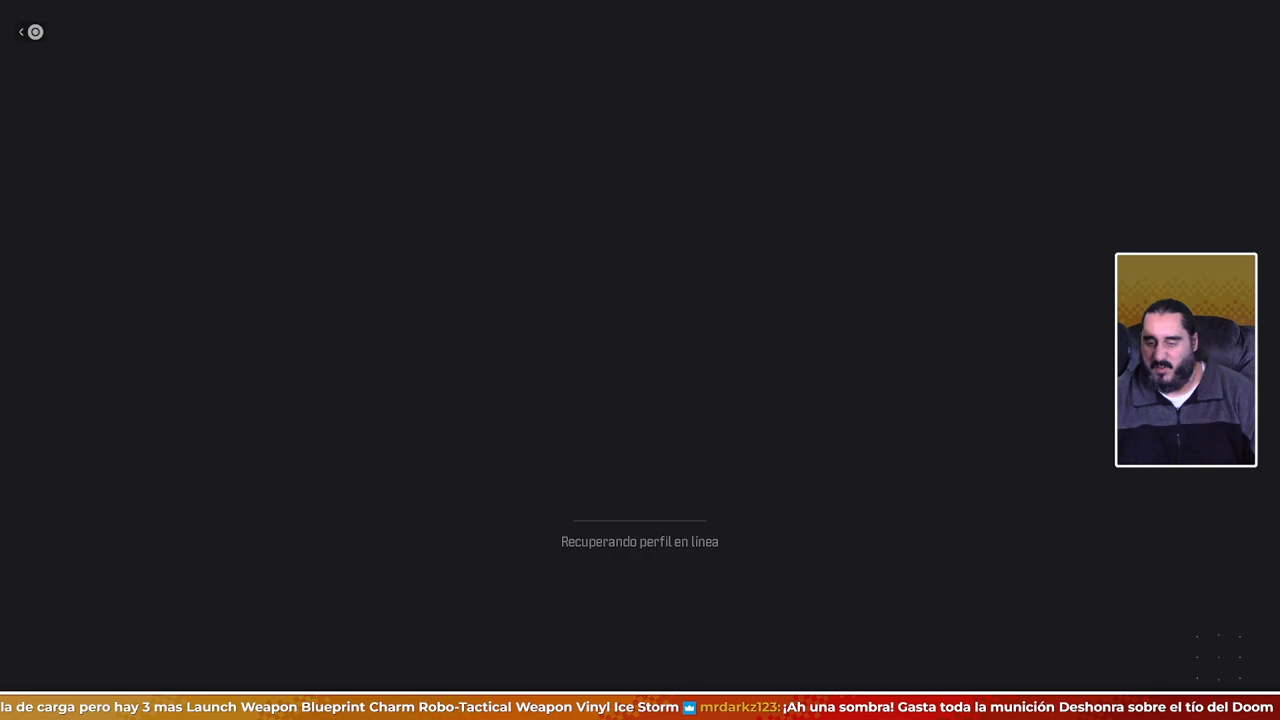 Recuperando perfil en línea
la de carga pero hay 3 mas Launch Weapon Blueprint Charm Robo-Tactical Weapon Vinyl Ice Storm mrdarkz123: ¡Ah una sombra! Gasta toda la munición Deshonra sobre el tío del Doom